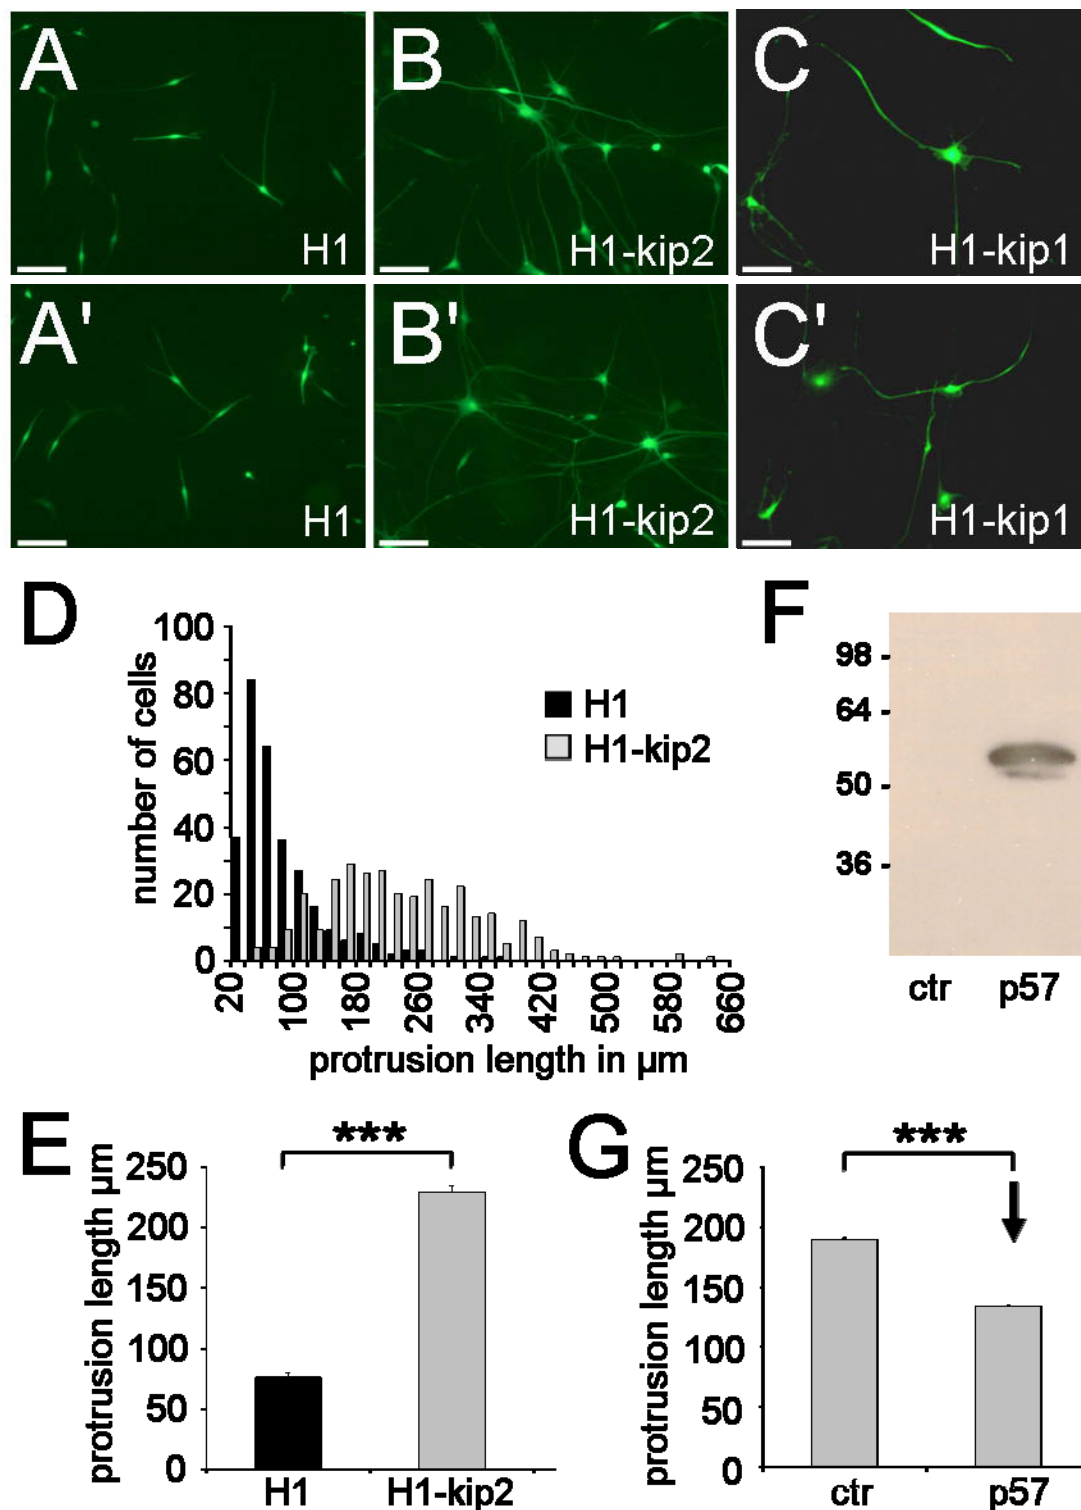 A
B
C
H1
H1-kip2
H1-kip1
A'
B'
C'
H1
H1-kip2
H1-kip1
D
number of cells
100
80
60
40
20
0
20
100
180
260
340
420
500
580
660
protrusion length in µm
H1
H1-kip2
F
98
64
50
36
ctr p57
E
protrusion length µm
250
200
150
100
50
0
***
H1 H1-kip2
G
protrusion length µm
250
200
150
100
50
0
***
ctr p57